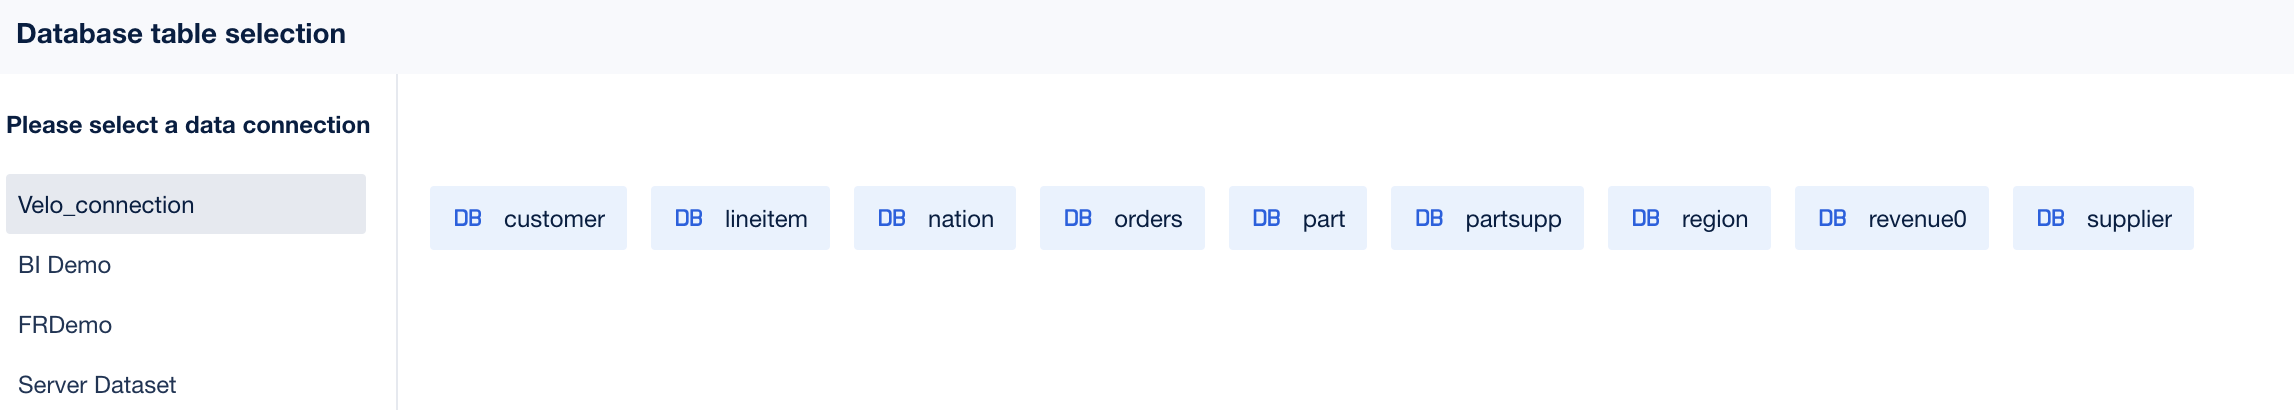 Database table selection
Please select a data connection
Velo_connection
BI Demo
FRDemo
Server Dataset
DB customer DB lineitem DB nation DB orders DB part DB partsupp DB region DB revenue0 DB supplier